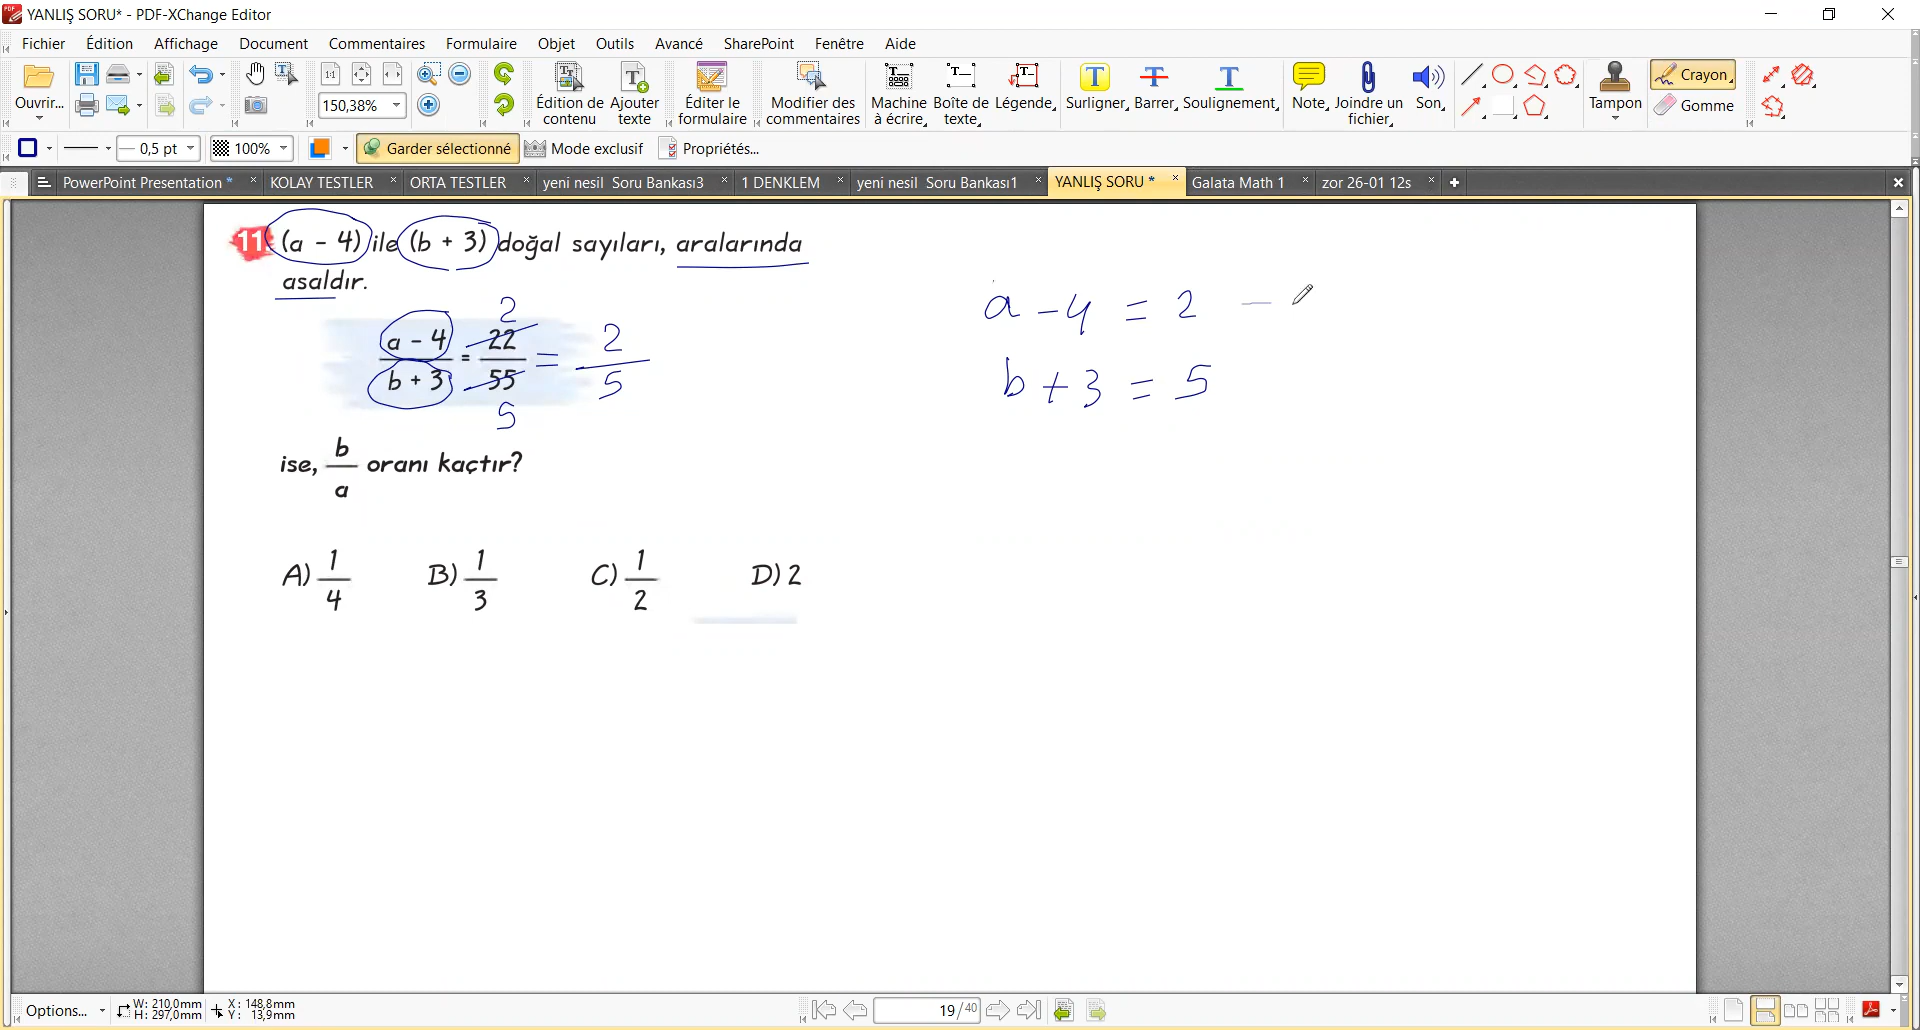 YANLIŞ SORU* - PDF-XChange Editor
Fichier Édition Affichage Document Commentaires Formulaire Objet Outils Avancé SharePoint Fenêtre Aide
Ouvrir...
150,38%
Édition de contenu
Ajouter texte
Éditer le formulaire
Modifier des commentaires
Machine à écrire
Boîte de texte
Légende
Surligner
Barrer
Soulignement
Note
Joindre un fichier
Son
Tampon
Crayon
Gomme
0,5 pt 100% Garder sélectionné Mode exclusif Propriétés...
PowerPoint Presentation * KOLAY TESTLER ORTA TESTLER yeni nesil Soru Bankası3 1 DENKLEM yeni nesil Soru Bankası1 YANLIŞ SORU * Galata Math 1 zor 26-01 12s
11 (a - 4) ile (b + 3) doğal sayıları, aralarında
asaldır.
2
a - 4 / b + 3 = 22 / 55 = 2 / 5
5
ise, b / a oranı kaçtır?
A) 1/4 B) 1/3 C) 1/2 D) 2
a - 4 = 2 -
b + 3 = 5
Options... W: 210,0mm H: 297,0mm X: 148,8mm Y: 13,9mm 19 / 40